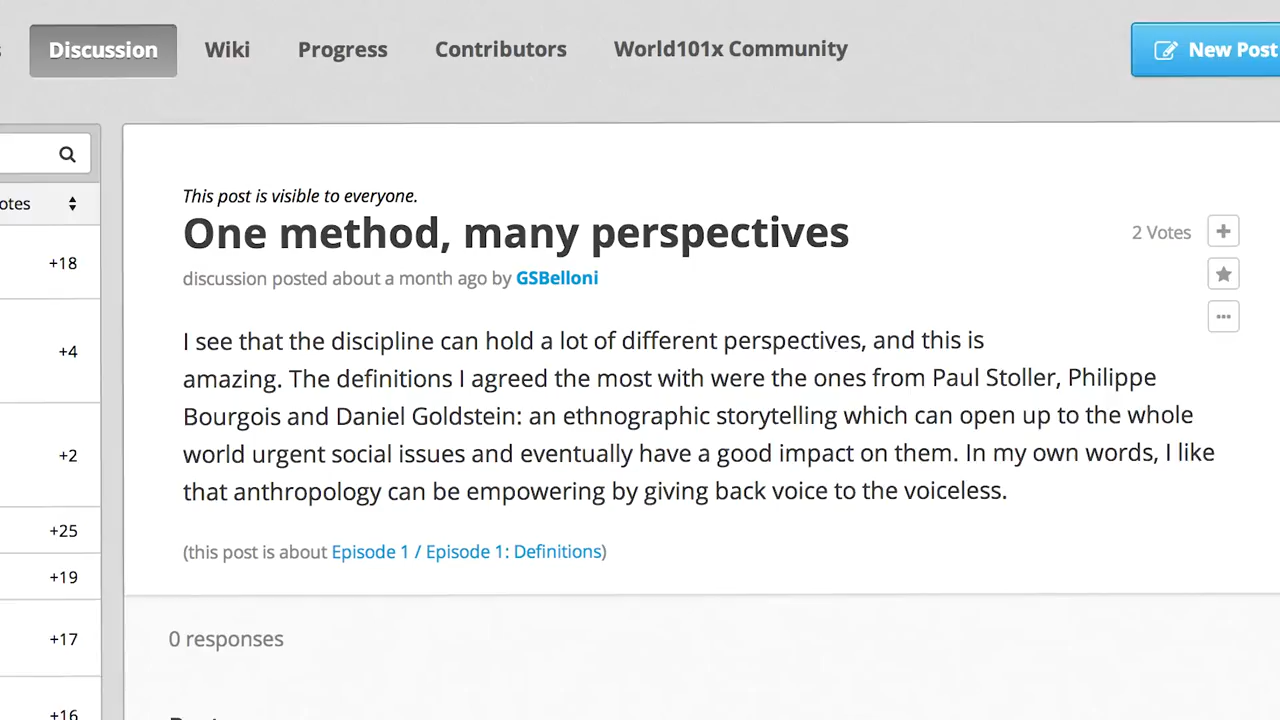 Discussion Wiki Progress Contributors World101x Community New Post
otes
+18
+4
+2
+25
+19
+17
+16
This post is visible to everyone.
One method, many perspectives
2 Votes
discussion posted about a month ago by GSBelloni
I see that the discipline can hold a lot of different perspectives, and this is
amazing. The definitions I agreed the most with were the ones from Paul Stoller, Philippe
Bourgois and Daniel Goldstein: an ethnographic storytelling which can open up to the whole
world urgent social issues and eventually have a good impact on them. In my own words, I like
that anthropology can be empowering by giving back voice to the voiceless.
(this post is about Episode 1 / Episode 1: Definitions)
0 responses